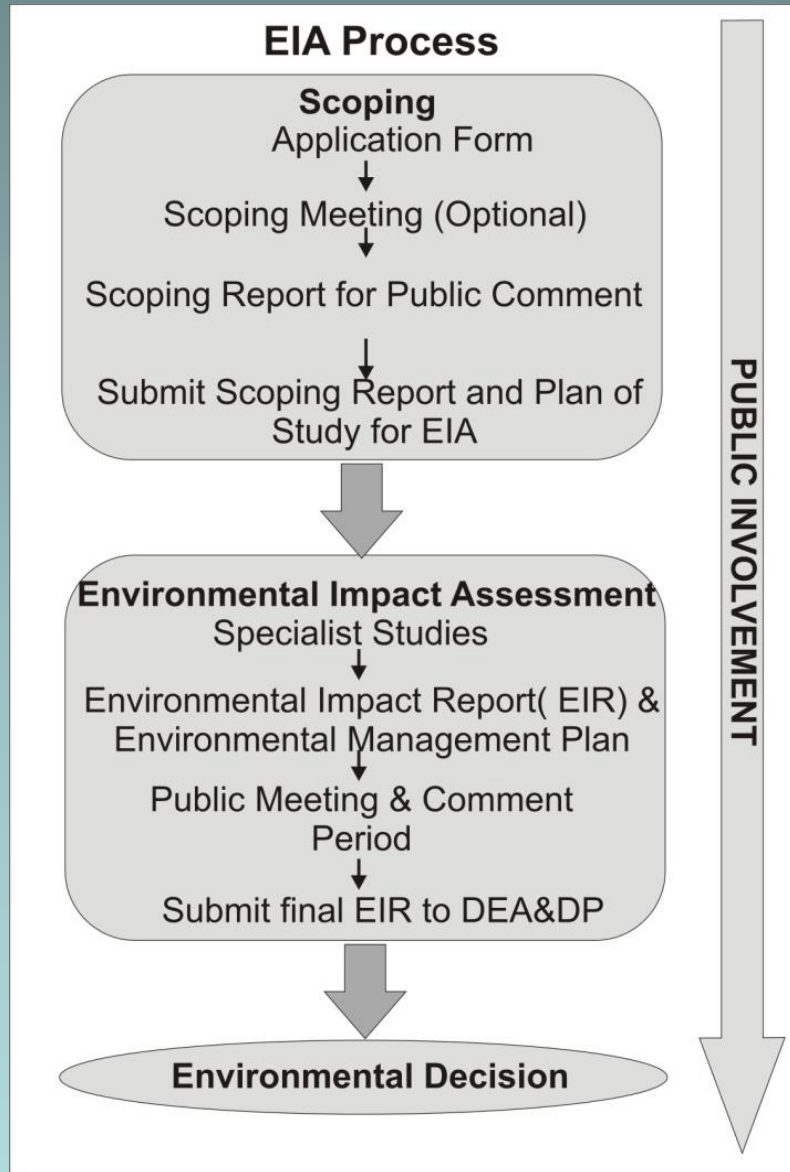 EIA Process
Scoping
Application Form
Scoping Meeting (Optional)
Scoping Report for Public Comment
Submit Scoping Report and Plan of
Study for EIA
Environmental Impact Assessment
Specialist Studies
Environmental Impact Report( EIR) &
Environmental Management Plan
Public Meeting & Comment
Period
Submit final EIR to DEA&DP
Environmental Decision
PUBLIC INVOLVEMENT